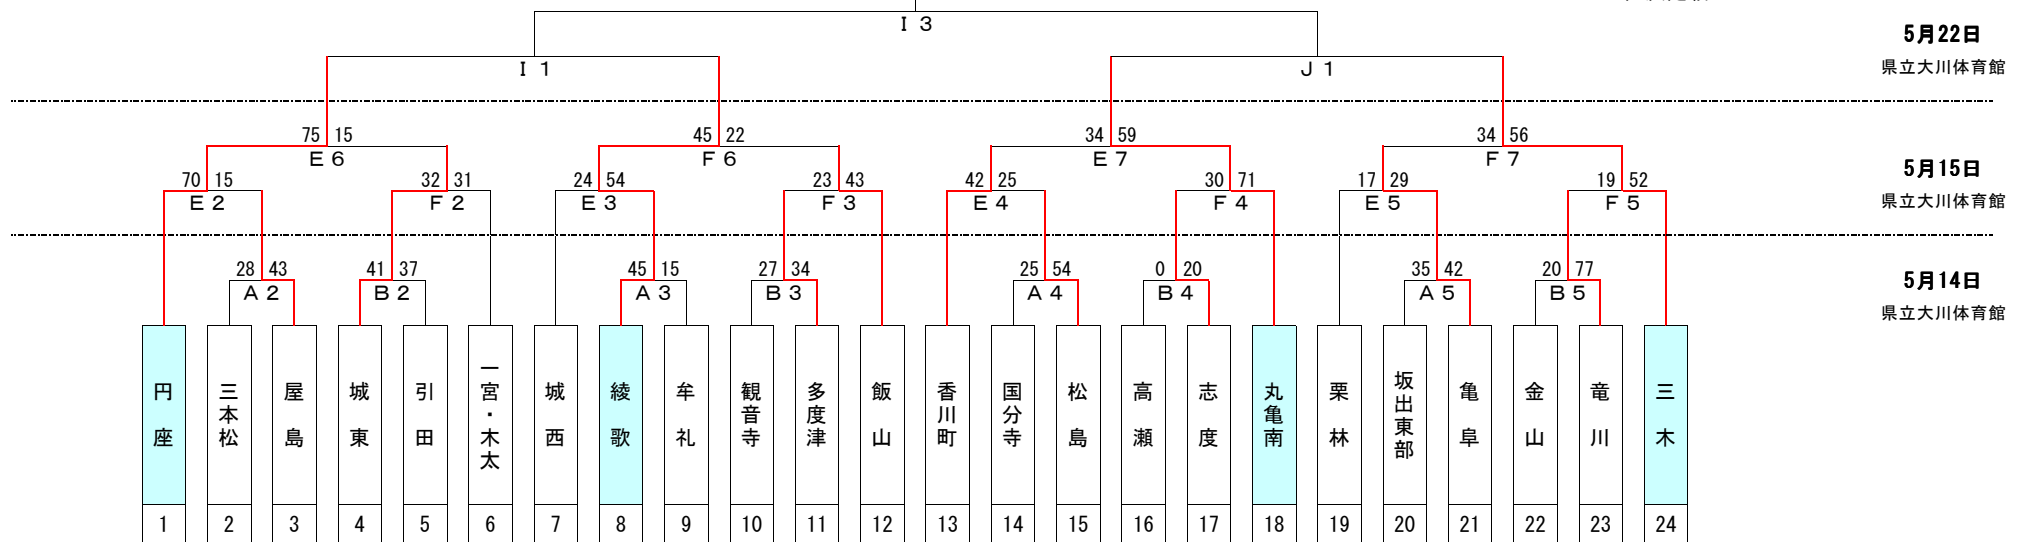 I 3
5月22日
I 1
J 1
県立大川体育館
75 15
45 22
34 59
34 56
E 6
F 6
E 7
F 7
5月15日
70 15
32 31
24 54
23 43
42 25
30 71
17 29
19 52
E 2
F 2
E 3
F 3
E 4
F 4
E 5
F 5
県立大川体育館
28 43
41 37
45 15
27 34
25 54
0 20
35 42
20 77
A 2
B 2
A 3
B 3
A 4
B 4
A 5
B 5
5月14日
県立大川体育館
円座
三本松
屋島
城東
引田
一宮・木太
城西
綾歌
牟礼
観音寺
多度津
飯山
香川町
国分寺
松島
高瀬
志度
丸亀南
栗林
坂出東部
亀阜
金山
竜川
三木
1 2 3 4 5 6 7 8 9 10 11 12 13 14 15 16 17 18 19 20 21 22 23 24